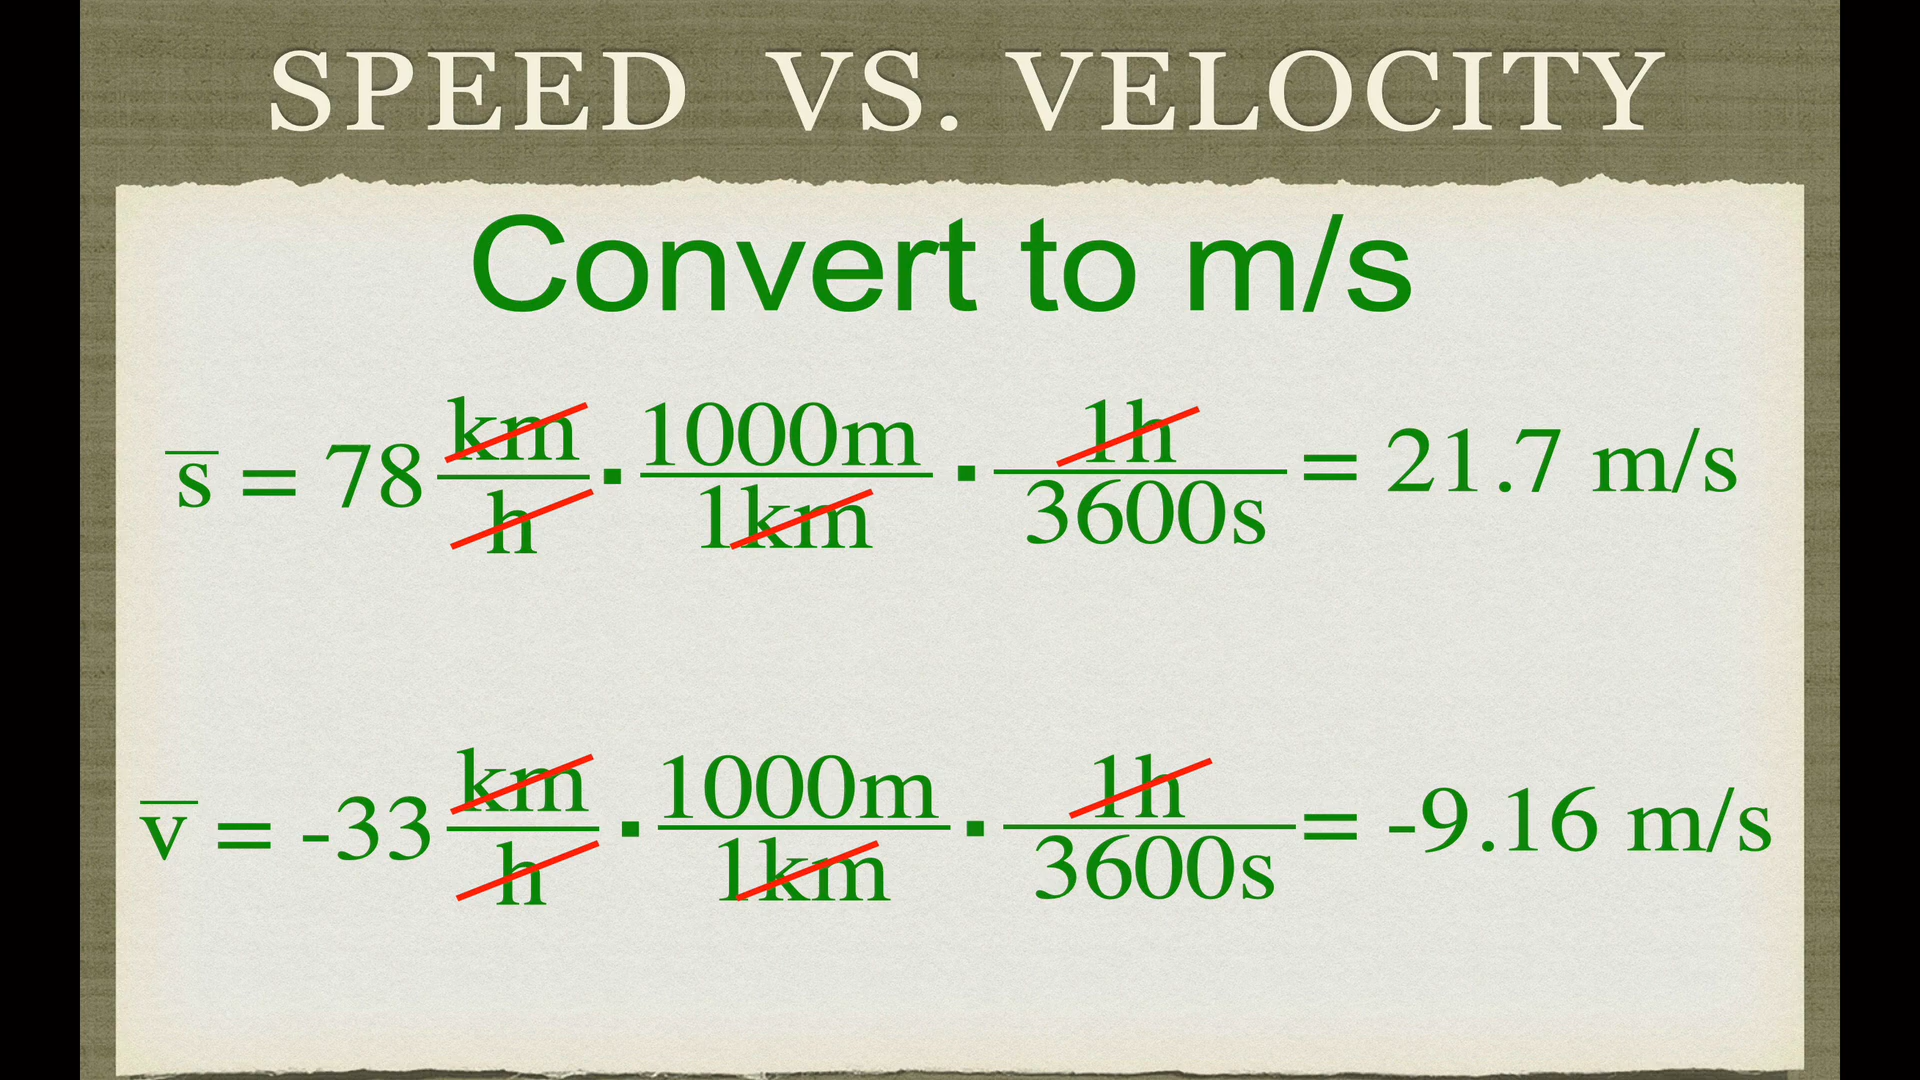 SPEED VS. VELOCITY
Convert to m/s
s̅ = 78 km/h · 1000m/1km · 1h/3600s = 21.7 m/s
v̅ = -33 km/h · 1000m/1km · 1h/3600s = -9.16 m/s